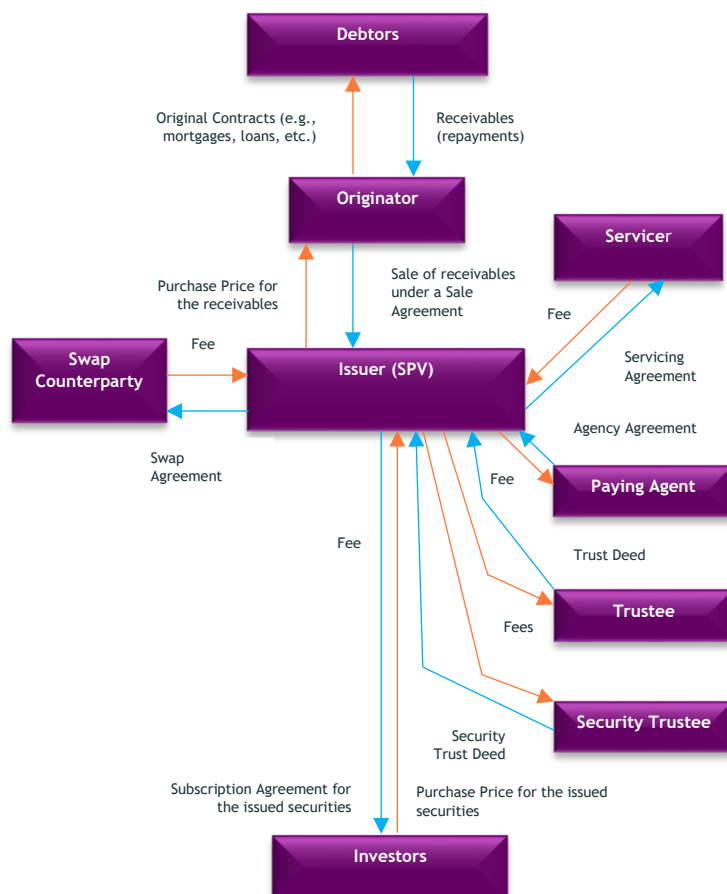 Debtors
Original Contracts (e.g.,
mortgages, loans, etc.)
Receivables
(repayments)
Originator
Servicer
Purchase Price for
the receivables
Sale of receivables
under a Sale
Agreement
Fee
Fee
Swap
Counterparty
Issuer (SPV)
Servicing
Agreement
Agency Agreement
Swap
Agreement
Fee
Paying Agent
Fee
Trust Deed
Trustee
Fees
Security Trustee
Security
Trust Deed
Subscription Agreement for
the issued securities
Purchase Price for the issued
securities
Investors